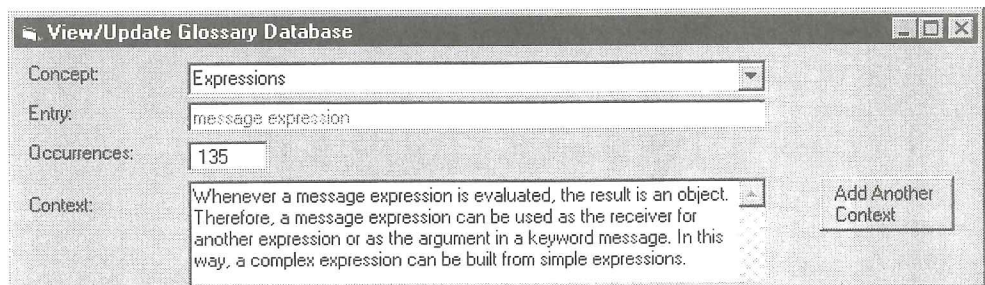 View/Update Glossary Database
Concept:
Expressions
Entry:
message expression
Occurrences:
135
Context:
Whenever a message expression is evaluated, the result is an object.
Therefore, a message expression can be used as the receiver for
another expression or as the argument in a keyword message. In this
way, a complex expression can be built from simple expressions.
Add Another
Context